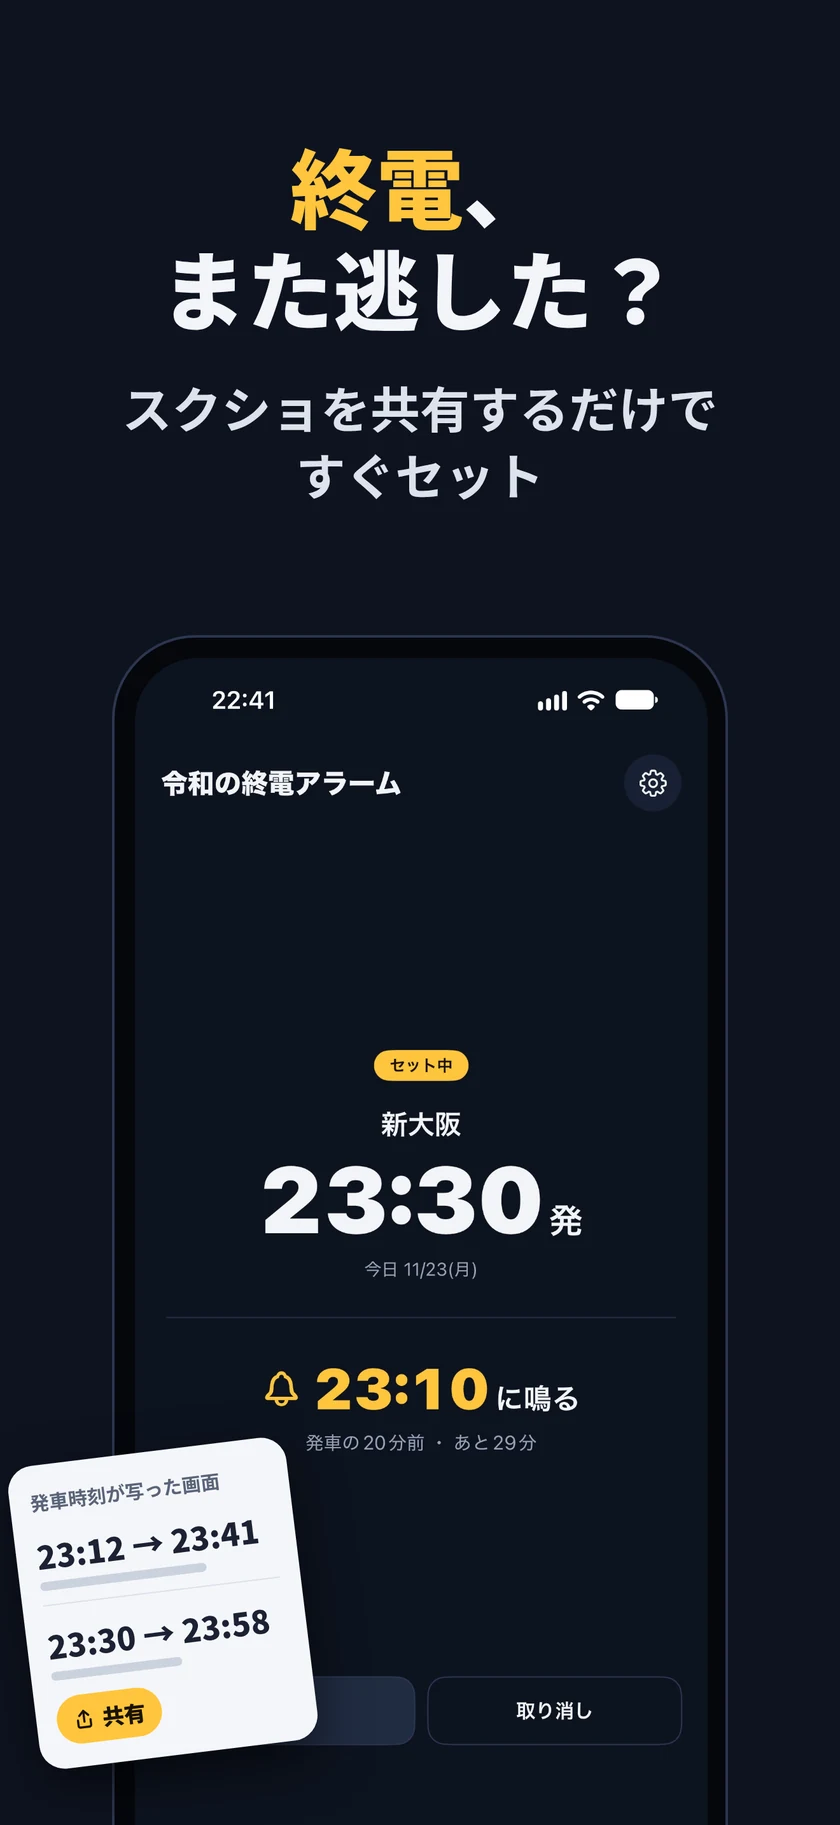 終電、
また逃した？
スクショを共有するだけで
すぐセット
22:41
令和の終電アラーム
セット中
新大阪
23:30発
今日 11/23(月)
23:10に鳴る
発車の20分前 ・ あと29分
発車時刻が写った画面
23:12 → 23:41
23:30 → 23:58
共有
取り消し